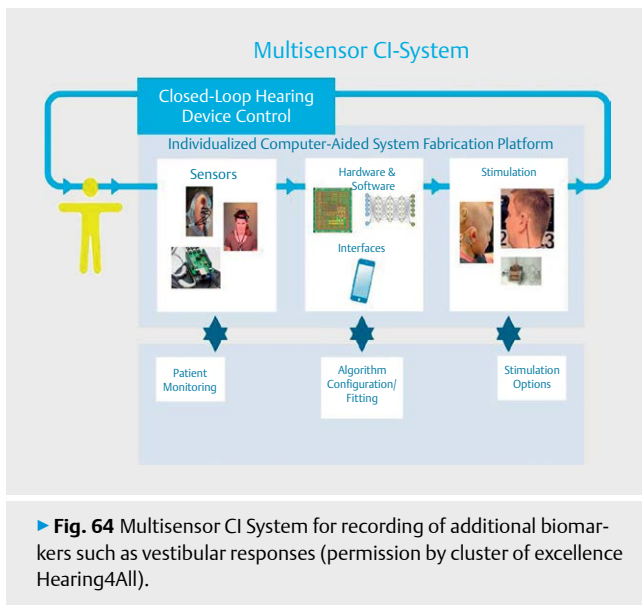 Multisensor CI-System
Closed-Loop Hearing
Device Control
Individualized Computer-Aided System Fabrication Platform
Sensors
Hardware &
Software
Interfaces
Stimulation
Patient
Monitoring
Algorithm
Configuration/
Fitting
Stimulation
Options
▶ Fig. 64 Multisensor CI System for recording of additional biomar-
kers such as vestibular responses (permission by cluster of excellence
Hearing4All).